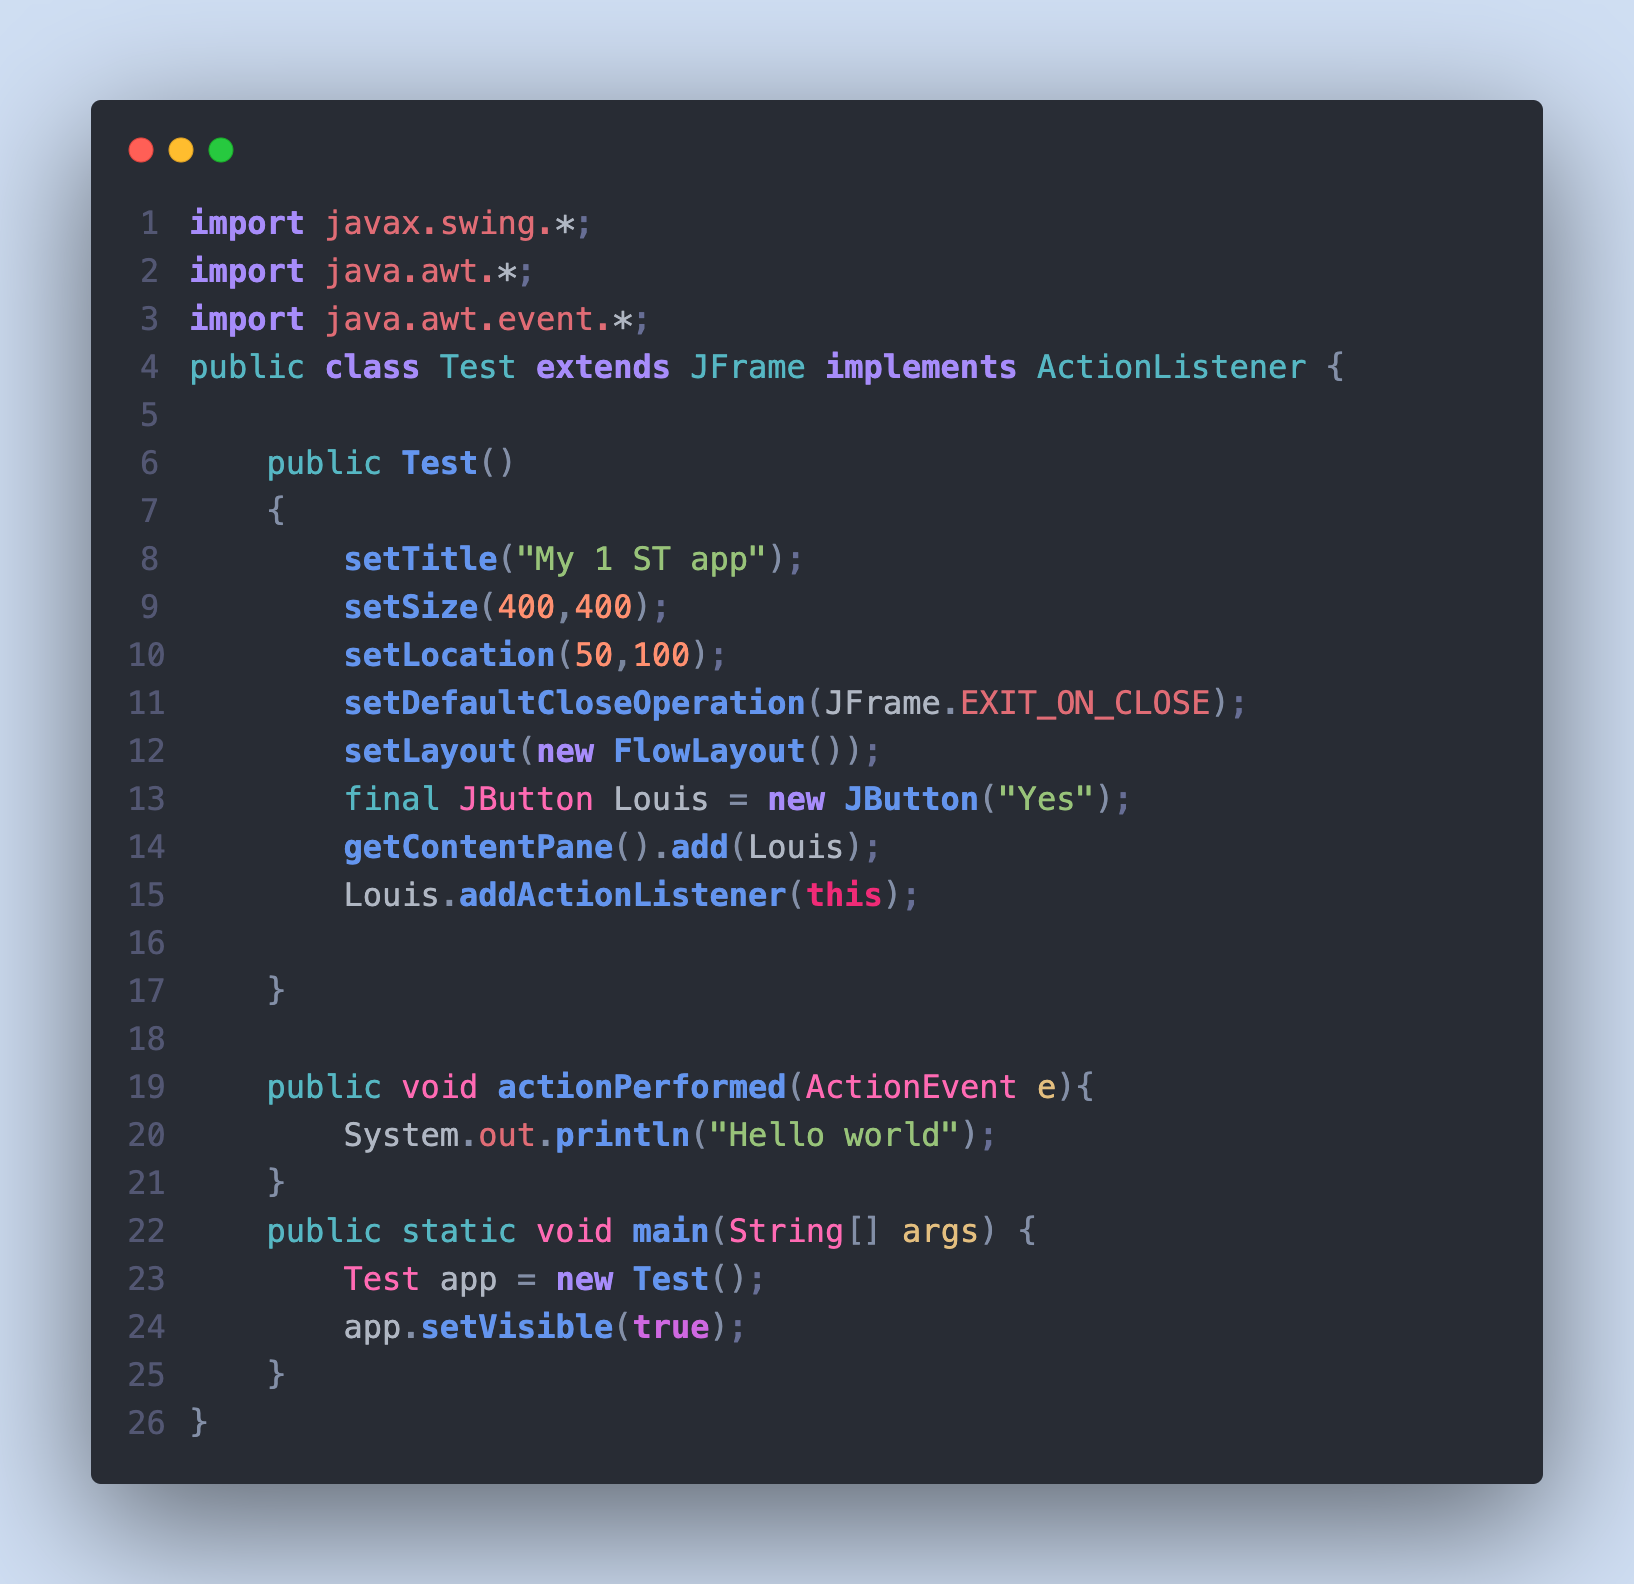 1 import javax.swing.*;
2 import java.awt.*;
3 import java.awt.event.*;
4 public class Test extends JFrame implements ActionListener {
5
6     public Test()
7     {
8         setTitle("My 1 ST app");
9         setSize(400,400);
10         setLocation(50,100);
11         setDefaultCloseOperation(JFrame.EXIT_ON_CLOSE);
12         setLayout(new FlowLayout());
13         final JButton Louis = new JButton("Yes");
14         getContentPane().add(Louis);
15         Louis.addActionListener(this);
16
17     }
18
19     public void actionPerformed(ActionEvent e){
20         System.out.println("Hello world");
21     }
22     public static void main(String[] args) {
23         Test app = new Test();
24         app.setVisible(true);
25     }
26 }